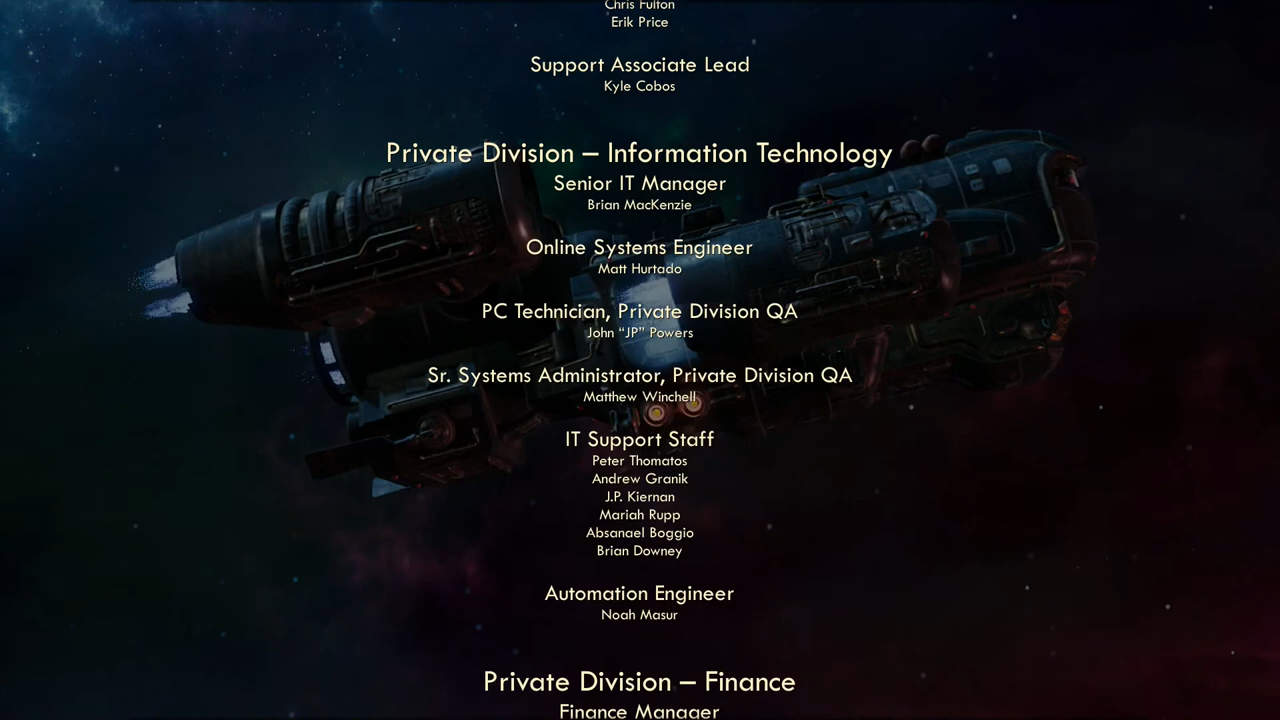 Chris Fulton
Erik Price
Support Associate Lead
Kyle Cobos
Private Division – Information Technology
Senior IT Manager
Brian MacKenzie
Online Systems Engineer
Matt Hurtado
PC Technician, Private Division QA
John “JP” Powers
Sr. Systems Administrator, Private Division QA
Matthew Winchell
IT Support Staff
Peter Thomatos
Andrew Granik
J.P. Kiernan
Mariah Rupp
Absanael Boggio
Brian Downey
Automation Engineer
Noah Masur
Private Division – Finance
Finance Manager